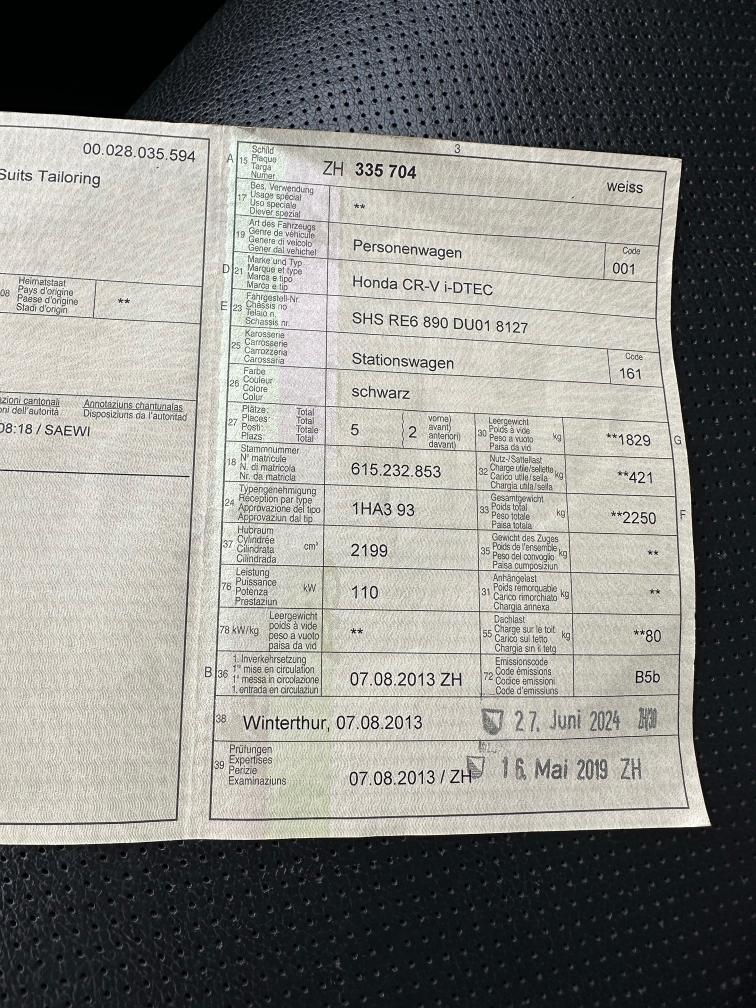 00.028.035.594
Suits Tailoring
08 Heimatstaat
Pays d'origine
Paese d'origine
Stadi d'origin
**
zioni cantonali Annotaziuns chantunalas
oni dell'autorità Disposiziuns da l'autoritad
08:18 / SAEWI
3
A 15 Schild
Plaque
Targa
Numer
ZH 335 704 weiss
17 Bes. Verwendung
Usage spécial
Uso speciale
Diever spezial
**
19 Art des Fahrzeugs
Genre de véhicule
Genere di veicolo
Gener dal vehichel
Personenwagen
Code
001
D 21 Marke und Typ
Marque et type
Marca e tipo
Marca e tip
Honda CR-V i-DTEC
E 23 Fahrgestell-Nr.
Châssis no
Telaio n.
Schassis nr.
SHS RE6 890 DU01 8127
25 Karosserie
Carrosserie
Carrozzeria
Carossaria
Stationswagen
Code
161
26 Farbe
Couleur
Colore
Colur
schwarz
27 Plätze: Total
Places: Total
Posti: Totale
Plazs: Total
5 2 vorne)
avant)
anteriori)
davant)
30 Leergewicht
Poids à vide
Peso a vuoto
Paisa da vid
kg
**1829 G
18 Stammnummer
N° matricule
N. di matricola
Nr. da matricla
615.232.853
32 Nutz-/Sattellast
Charge utile/sellette
Carico utile/sella
Chargia utila/sella
kg
**421
24 Typengenehmigung
Réception par type
Approvazione del tipo
Approvaziun dal tip
1HA3 93
33 Gesamtgewicht
Poids total
Peso totale
Paisa totala
kg
**2250 F
37 Hubraum
Cylindrée
Cilindrata
Cilindrada
cm³
2199
35 Gewicht des Zuges
Poids de l'ensemble
Peso del convoglio
Paisa cumposiziun
kg
**
76 Leistung
Puissance
Potenza
Prestaziun
kW
110
31 Anhängelast
Poids remorquable
Carico rimorchiato
Chargia annexa
kg
**
78 kW/kg Leergewicht
poids à vide
peso a vuoto
paisa da vid
**
55 Dachlast
Charge sur le toit
Carico sul tetto
Chargia sin il tetg
kg
**80
B 36 1. Inverkehrsetzung
1re mise en circulation
1a messa in circolazione
1. entrada en circulaziun
07.08.2013 ZH
72 Emissionscode
Code émissions
Codice emissioni
Code d'emissiuns
B5b
38 Winterthur, 07.08.2013
27. Juni 2024
39 Prüfungen
Expertises
Perizie
Examinaziuns
07.08.2013 / ZH
16. Mai 2019 ZH